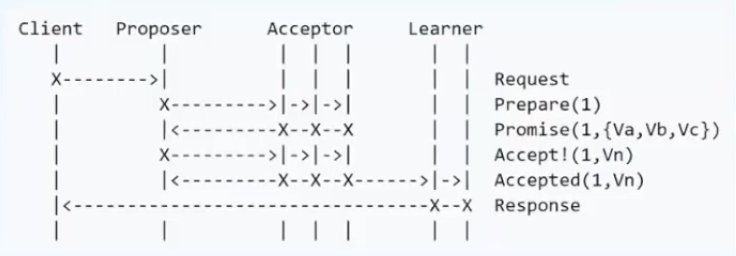 Client   Proposer      Acceptor     Learner
   |         |          |  |  |       |  |
   X-------->|          |  |  |       |  |  Request
   |         X--------->|->|->|       |  |  Prepare(1)
   |         |<---------X--X--X       |  |  Promise(1,{Va,Vb,Vc})
   |         X--------->|->|->|       |  |  Accept!(1,Vn)
   |         |<---------X--X--X------>|->|  Accepted(1,Vn)
   |<---------------------------------X--X  Response
   |         |          |  |  |       |  |